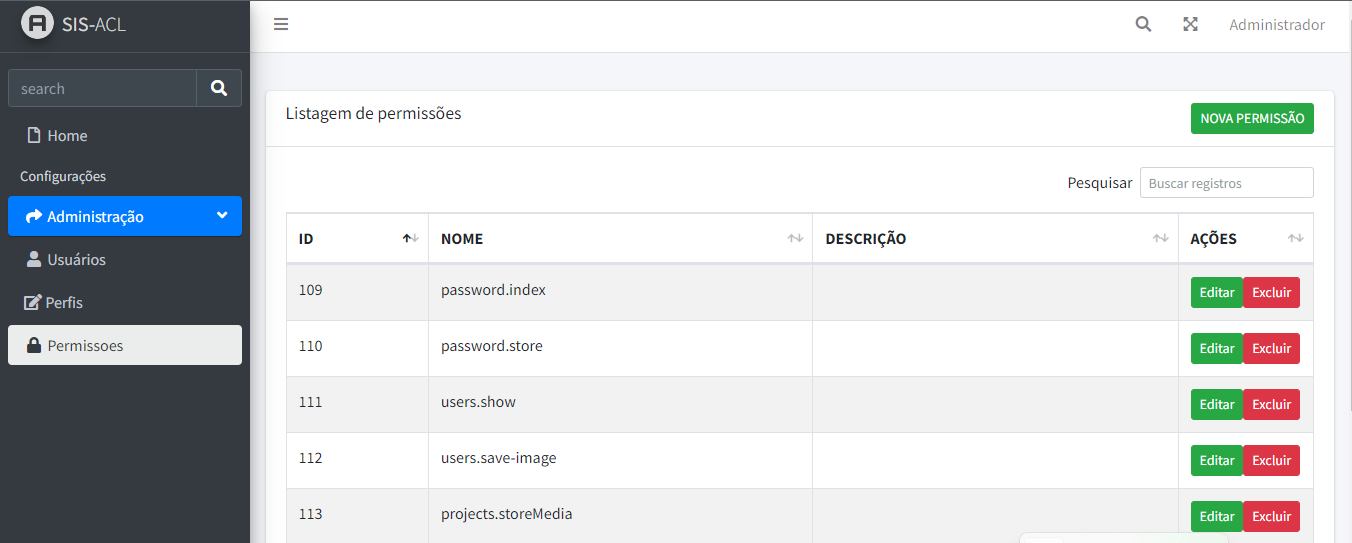 SIS-ACL
Administrador
search
Home
Configurações
Administração
Usuários
Perfis
Permissoes
Listagem de permissões
NOVA PERMISSÃO
Pesquisar Buscar registros
ID NOME DESCRIÇÃO AÇÕES
109 password.index Editar Excluir
110 password.store Editar Excluir
111 users.show Editar Excluir
112 users.save-image Editar Excluir
113 projects.storeMedia Editar Excluir